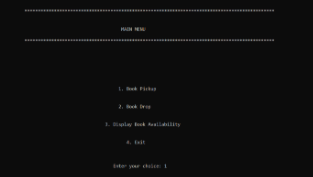 MAIN MENU
1. Book Pickup
2. Book Drop
3. Display Book Availability
4. Exit
Enter your choice: 1